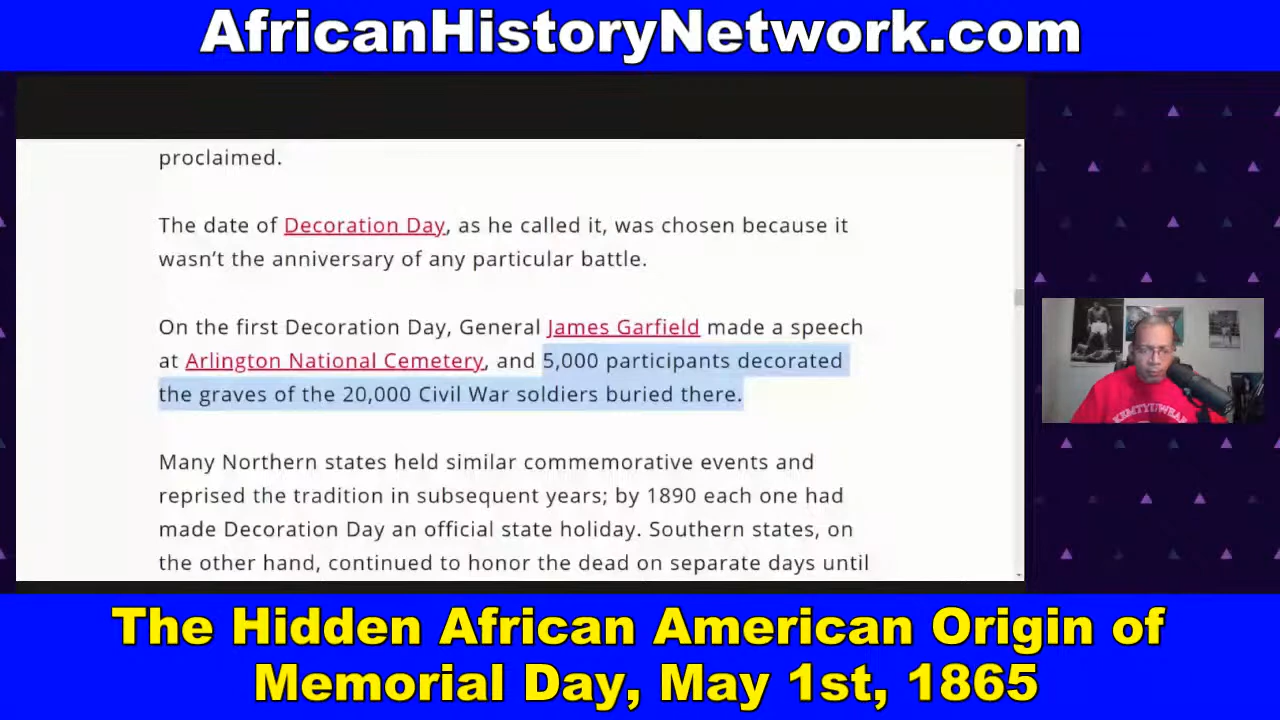 AfricanHistoryNetwork.com
proclaimed.
The date of Decoration Day, as he called it, was chosen because it
wasn’t the anniversary of any particular battle.
On the first Decoration Day, General James Garfield made a speech
at Arlington National Cemetery, and 5,000 participants decorated
the graves of the 20,000 Civil War soldiers buried there.
Many Northern states held similar commemorative events and
reprised the tradition in subsequent years; by 1890 each one had
made Decoration Day an official state holiday. Southern states, on
the other hand, continued to honor the dead on separate days until
The Hidden African American Origin of
Memorial Day, May 1st, 1865